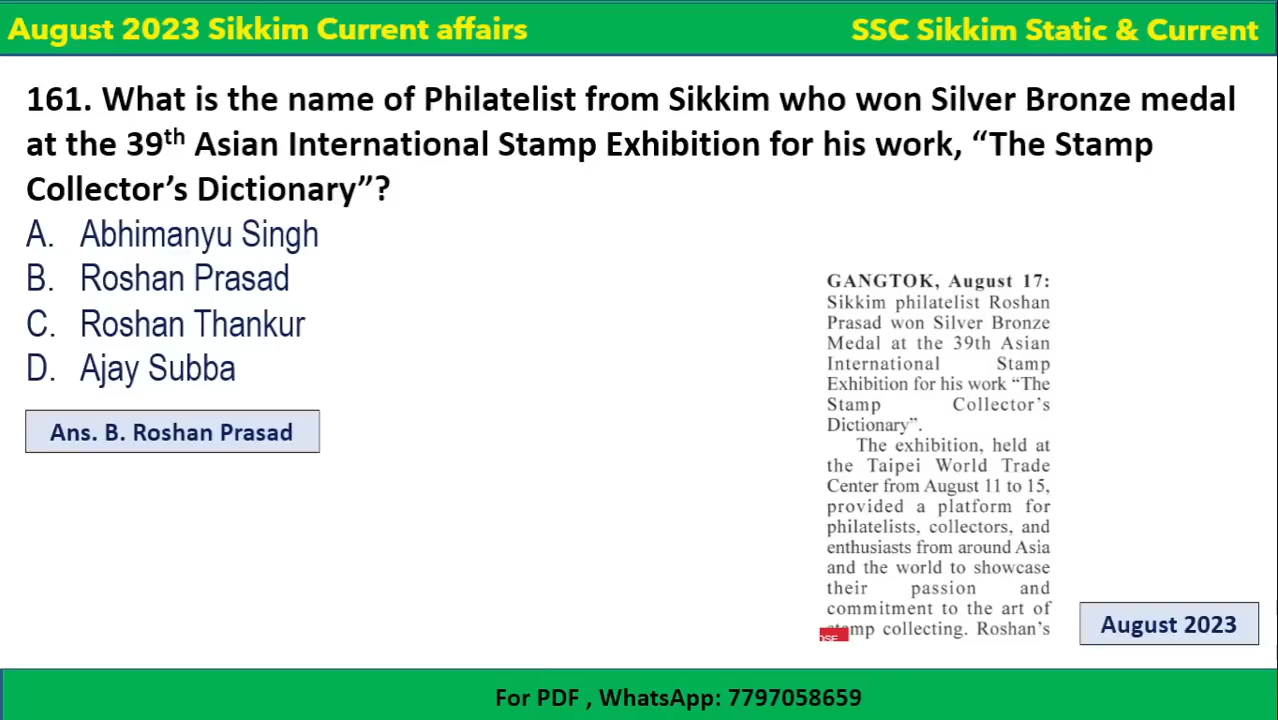 August 2023 Sikkim Current affairs
SSC Sikkim Static & Current
161. What is the name of Philatelist from Sikkim who won Silver Bronze medal
at the 39th Asian International Stamp Exhibition for his work, “The Stamp
Collector’s Dictionary”?
A. Abhimanyu Singh
B. Roshan Prasad
C. Roshan Thankur
D. Ajay Subba
Ans. B. Roshan Prasad
GANGTOK, August 17:
Sikkim philatelist Roshan
Prasad won Silver Bronze
Medal at the 39th Asian
International Stamp
Exhibition for his work “The
Stamp Collector’s
Dictionary”.
The exhibition, held at
the Taipei World Trade
Center from August 11 to 15,
provided a platform for
philatelists, collectors, and
enthusiasts from around Asia
and the world to showcase
their passion and
commitment to the art of
stamp collecting. Roshan’s
August 2023
For PDF , WhatsApp: 7797058659